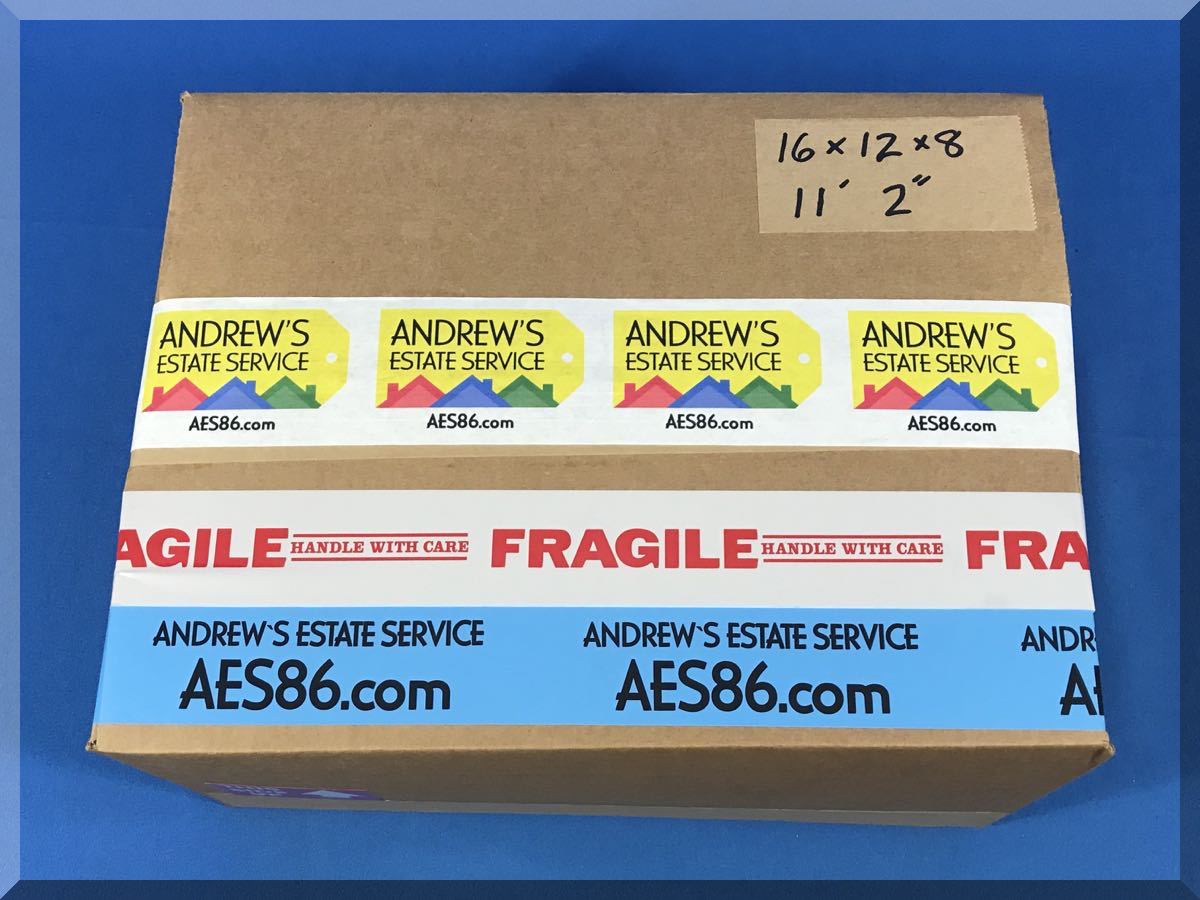 16 x 12 x 8
11' 2"
ANDREW'S ANDREW'S ANDREW'S ANDREW'S
ESTATE SERVICE ESTATE SERVICE ESTATE SERVICE ESTATE SERVICE
AES86.com AES86.com AES86.com AES86.com
AGILE HANDLE WITH CARE FRAGILE HANDLE WITH CARE FRA
ANDREW'S ESTATE SERVICE ANDREW'S ESTATE SERVICE ANDR
AES86.com AES86.com A